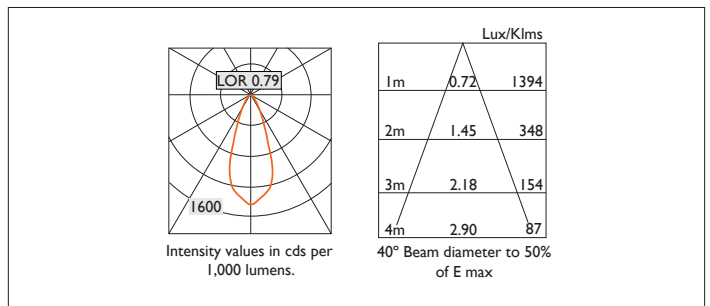 LOR 0.79
1600
Intensity values in cds per
1,000 lumens.
Lux/Klms
1m 0.72 1394
2m 1.45 348
3m 2.18 154
4m 2.90 87
40º Beam diameter to 50%
of E max